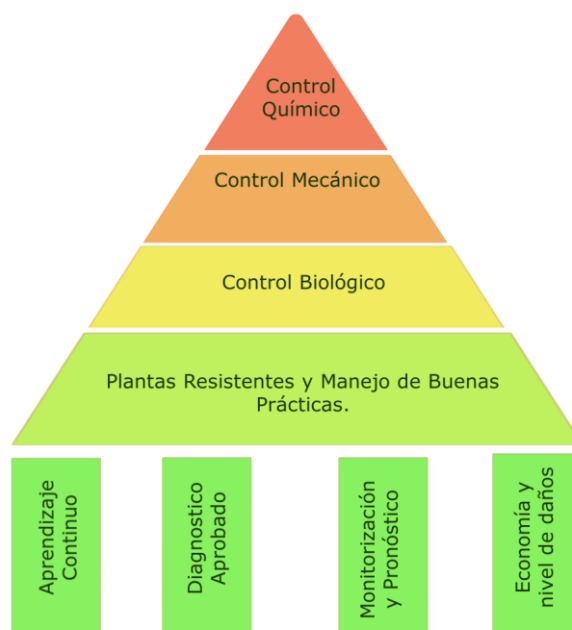 Control
Químico
Control Mecánico
Control Biológico
Plantas Resistentes y Manejo de Buenas
Prácticas.
Aprendizaje
Continuo
Diagnostico
Aprobado
Monitorización
y Pronóstico
Economía y
nivel de daños